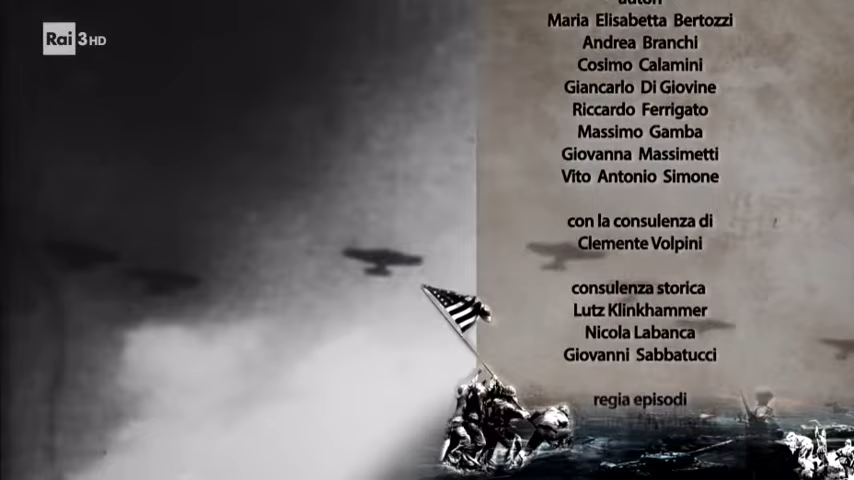 autori
Rai 3 HD
Maria Elisabetta Bertozzi
Andrea Branchi
Cosimo Calamini
Giancarlo Di Giovine
Riccardo Ferrigato
Massimo Gamba
Giovanna Massimetti
Vito Antonio Simone
con la consulenza di
Clemente Volpini
consulenza storica
Lutz Klinkhammer
Nicola Labanca
Giovanni Sabbatucci
regia episodi